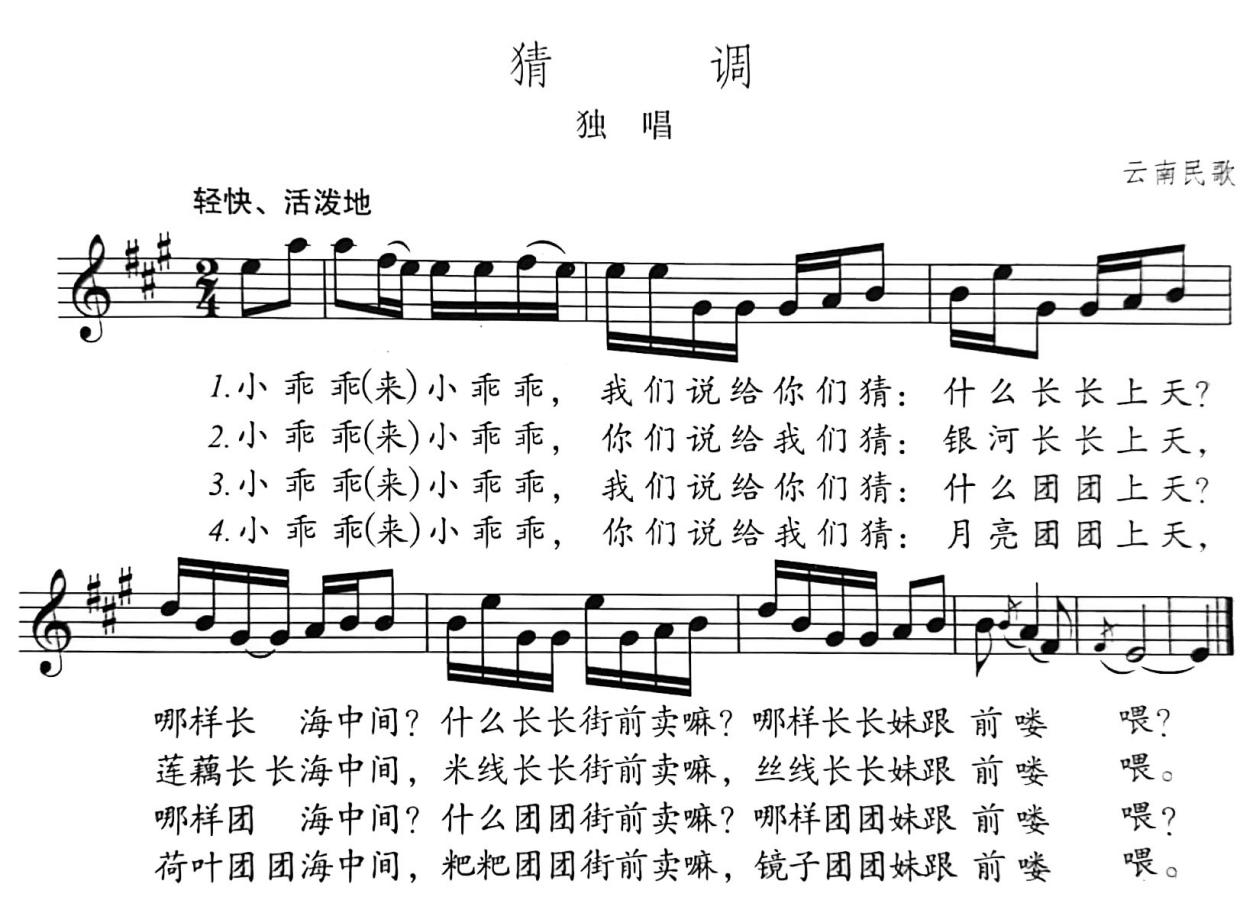 猜 调
独 唱
云南民歌
轻快、活泼地
2
4
1.小 乖 乖(来)小 乖 乖， 我 们 说 给 你 们 猜： 什 么 长 长 上 天？
2.小 乖 乖(来)小 乖 乖， 你 们 说 给 我 们 猜： 银 河 长 长 上 天，
3.小 乖 乖(来)小 乖 乖， 我 们 说 给 你 们 猜： 什 么 团 团 上 天？
4.小 乖 乖(来)小 乖 乖， 你 们 说 给 我 们 猜： 月 亮 团 团 上 天，
哪样长 海中间？什么长长街前卖嘛？哪样长长妹跟 前 喽 喂？
莲藕长长海中间，米线长长街前卖嘛，丝线长长妹跟 前 喽 喂。
哪样团 海中间？什么团团街前卖嘛？哪样团团妹跟 前 喽 喂？
荷叶团团海中间，粑粑团团街前卖嘛，镜子团团妹跟 前 喽 喂。